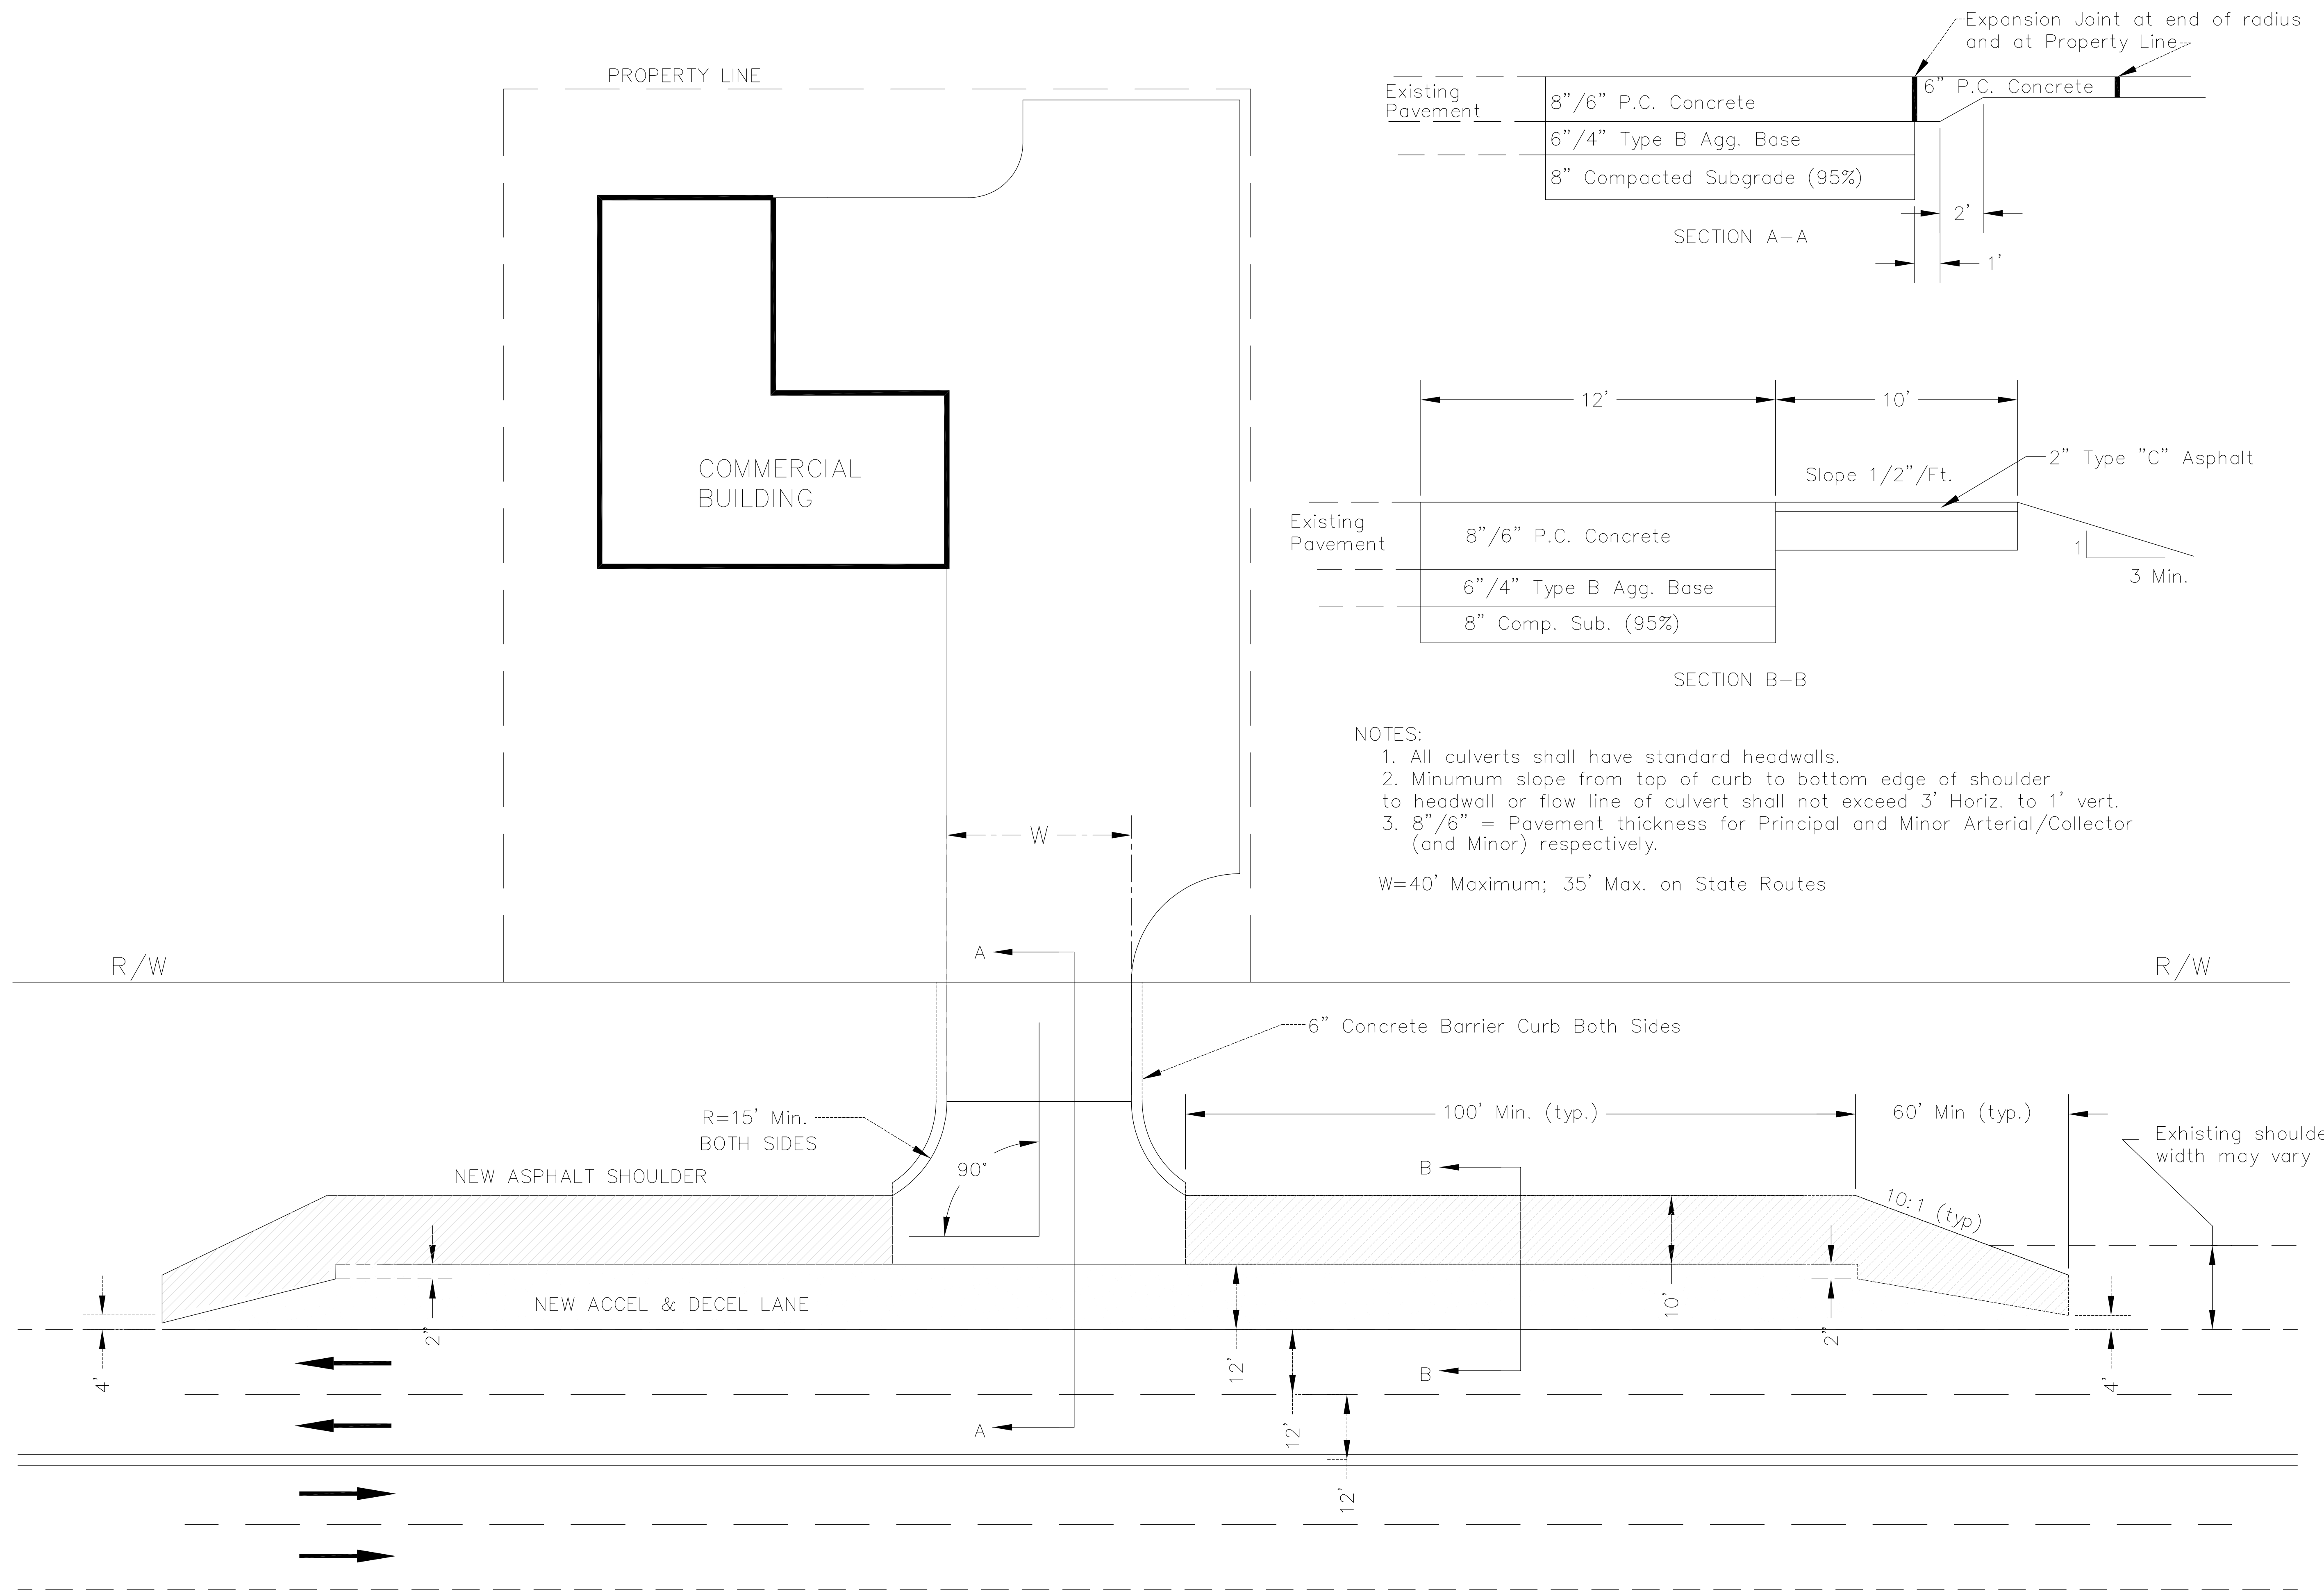 PROPERTY LINE
COMMERCIAL
BUILDING
Expansion Joint at end of radius
and at Property Line
Existing
Pavement
8"/6" P.C. Concrete
6" P.C. Concrete
6"/4" Type B Agg. Base
8" Compacted Subgrade (95%)
2'
1'
SECTION A-A
12'
10'
2" Type "C" Asphalt
Slope 1/2"/Ft.
Existing
Pavement
8"/6" P.C. Concrete
6"/4" Type B Agg. Base
8" Comp. Sub. (95%)
1
3 Min.
SECTION B-B
NOTES:
1. All culverts shall have standard headwalls.
2. Minumum slope from top of curb to bottom edge of shoulder
to headwall or flow line of culvert shall not exceed 3' Horiz. to 1' vert.
3. 8"/6" = Pavement thickness for Principal and Minor Arterial/Collector
(and Minor) respectively.
W=40' Maximum; 35' Max. on State Routes
W
A
R/W
R/W
6" Concrete Barrier Curb Both Sides
R=15' Min.
BOTH SIDES
90°
100' Min. (typ.)
60' Min (typ.)
Exhisting shoulde
width may vary
NEW ASPHALT SHOULDER
B
10:1 (typ)
NEW ACCEL & DECEL LANE
2"
10'
2"
4'
12'
B
4'
A
12'
12'